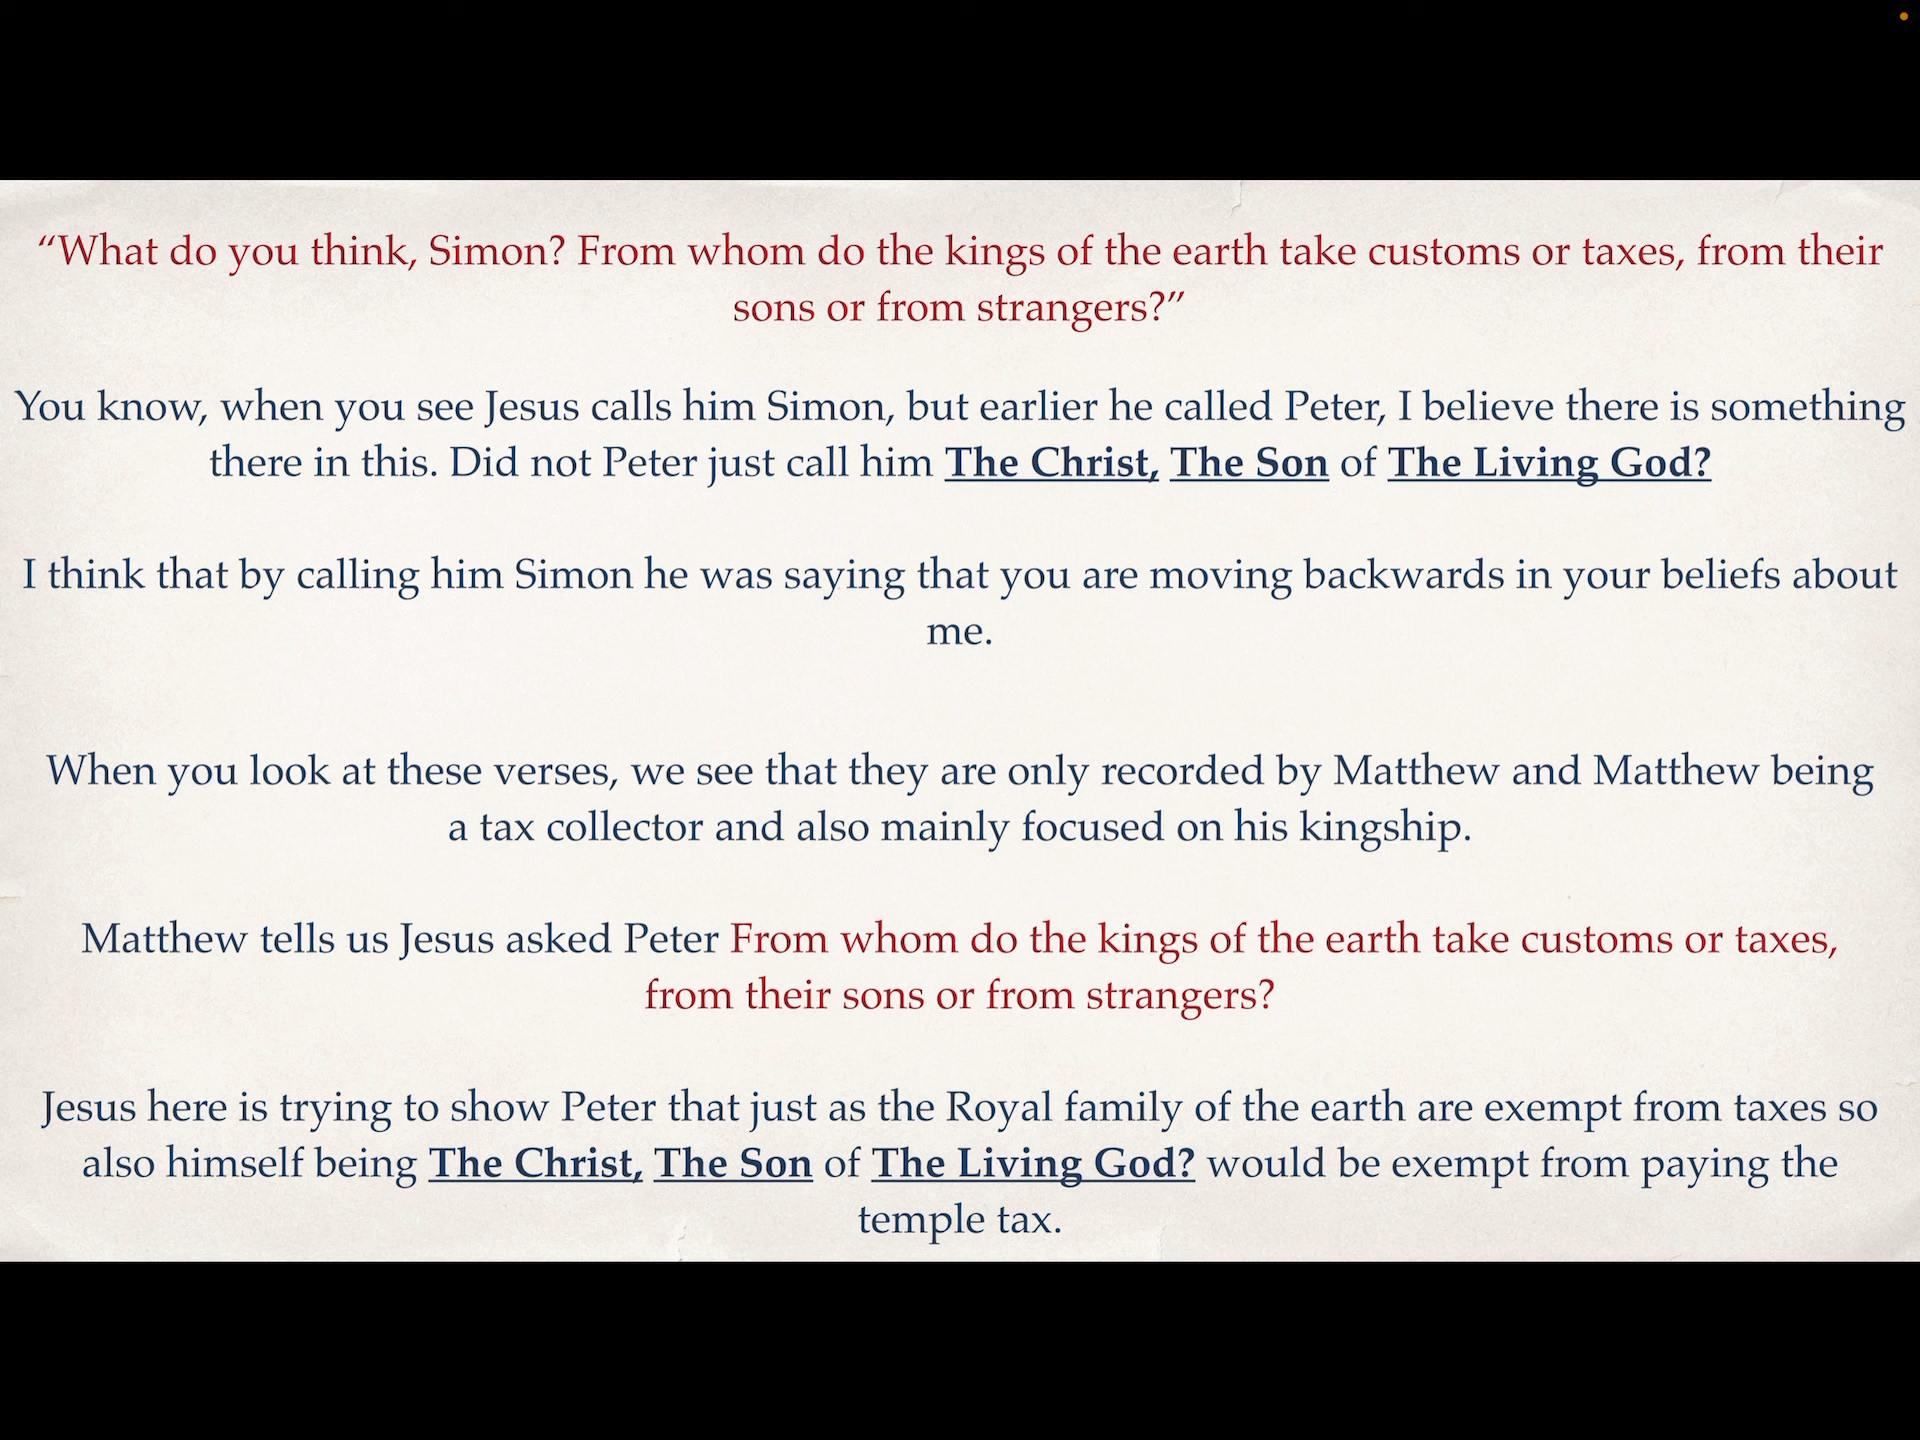 “What do you think, Simon? From whom do the kings of the earth take customs or taxes, from their
sons or from strangers?”
You know, when you see Jesus calls him Simon, but earlier he called Peter, I believe there is something
there in this. Did not Peter just call him The Christ, The Son of The Living God?
I think that by calling him Simon he was saying that you are moving backwards in your beliefs about
me.
When you look at these verses, we see that they are only recorded by Matthew and Matthew being
a tax collector and also mainly focused on his kingship.
Matthew tells us Jesus asked Peter From whom do the kings of the earth take customs or taxes,
from their sons or from strangers?
Jesus here is trying to show Peter that just as the Royal family of the earth are exempt from taxes so
also himself being The Christ, The Son of The Living God? would be exempt from paying the
temple tax.